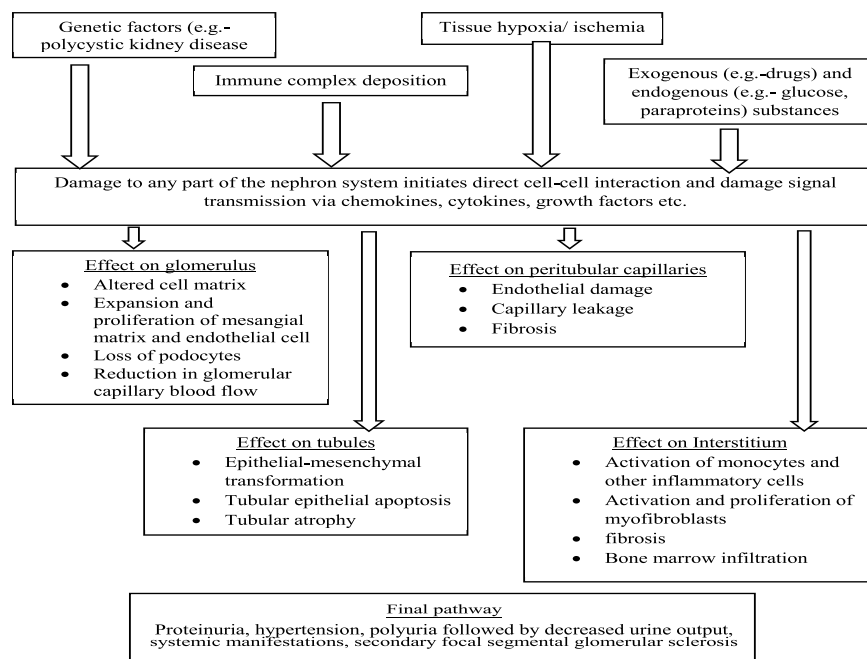 Genetic factors (e.g.-
polycystic kidney disease
Tissue hypoxia/ ischemia
Immune complex deposition
Exogenous (e.g.-drugs) and
endogenous (e.g.- glucose,
paraproteins) substances
Damage to any part of the nephron system initiates direct cell-cell interaction and damage signal
transmission via chemokines, cytokines, growth factors etc.
Effect on glomerulus
• Altered cell matrix
• Expansion and
proliferation of mesangial
matrix and endothelial cell
• Loss of podocytes
• Reduction in glomerular
capillary blood flow
Effect on peritubular capillaries
• Endothelial damage
• Capillary leakage
• Fibrosis
Effect on tubules
• Epithelial-mesenchymal
transformation
• Tubular epithelial apoptosis
• Tubular atrophy
Effect on Interstitium
• Activation of monocytes and
other inflammatory cells
• Activation and proliferation of
myofibroblasts
• fibrosis
• Bone marrow infiltration
Final pathway
Proteinuria, hypertension, polyuria followed by decreased urine output,
systemic manifestations, secondary focal segmental glomerular sclerosis